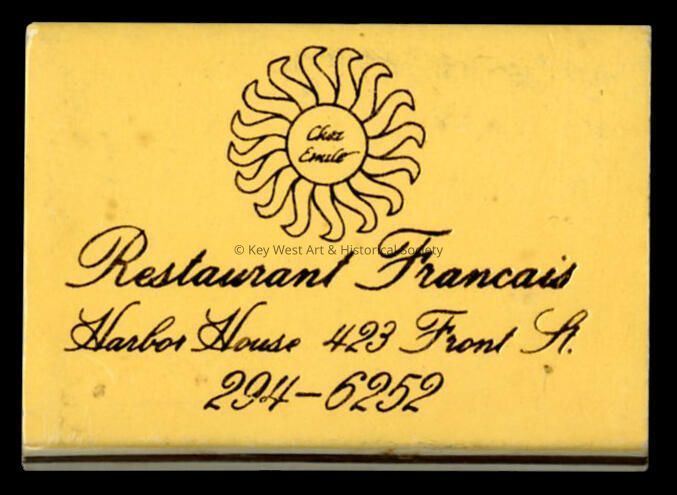 Chez
Emile
© Key West Art & Historical Society
Restaurant Francais
Harbor House 423 Front St.
294-6252